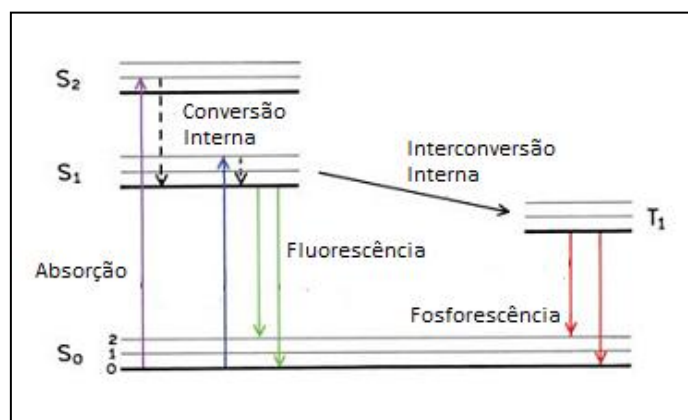 S2
Conversão
Interna
Interconversão
Interna
S1
T1
Absorção
Fluorescência
Fosforescência
2
1
S0
0